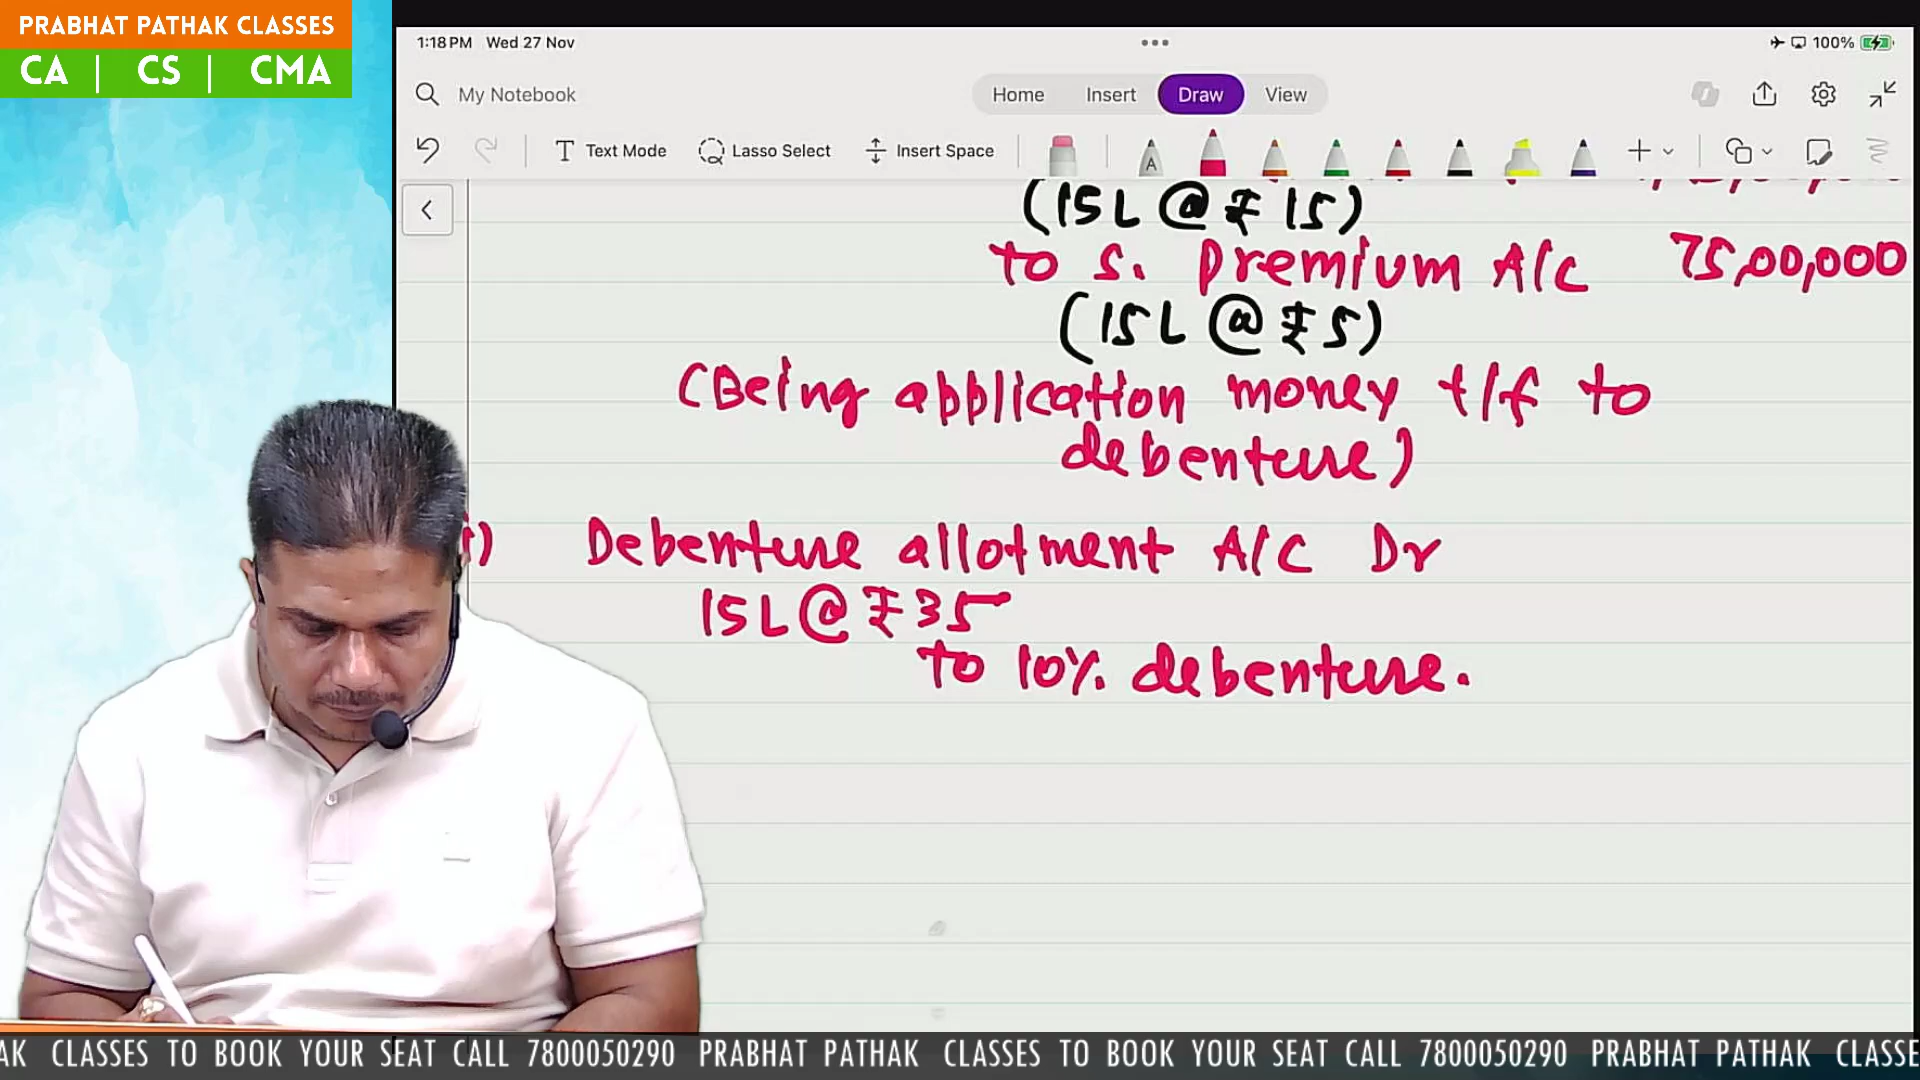 PRABHAT PATHAK CLASSES
CA | CS | CMA
1:18 PM Wed 27 Nov
100%
My Notebook
Home Insert Draw View
Text Mode Lasso Select Insert Space
A
(15L @ ₹ 15)
to S. Premium A/C 75,00,000
(15L @ ₹ 5)
(Being application money t/f to
debenture)
Debenture allotment A/C Dr
15L @ ₹ 35
to 10% debenture.
AK CLASSES TO BOOK YOUR SEAT CALL 7800050290 PRABHAT PATHAK CLASSES TO BOOK YOUR SEAT CALL 7800050290 PRABHAT PATHAK CLASSE